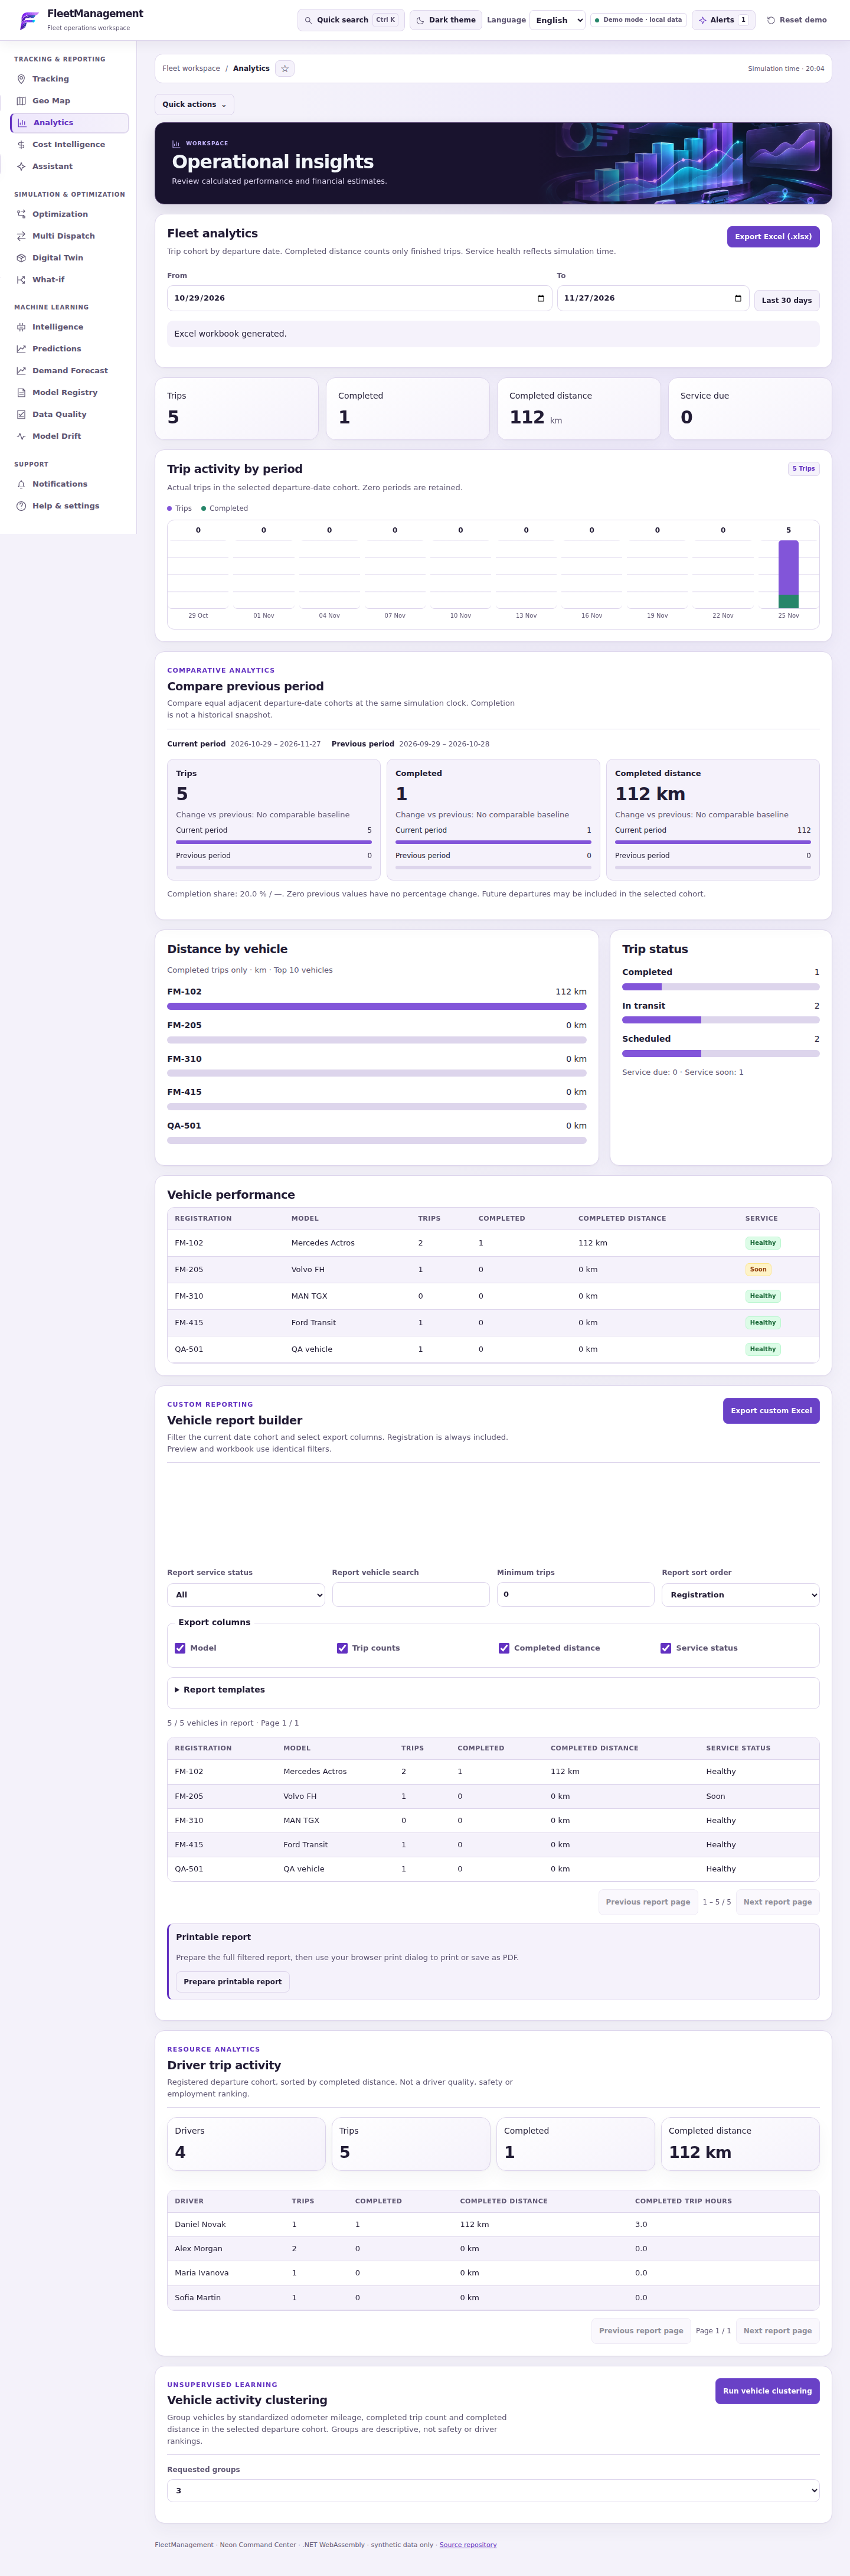 FleetManagement
Fleet operations workspace
Quick search Ctrl K
Dark theme
Language English
Demo mode · local data
Alerts 1
Reset demo
TRACKING & REPORTING
Tracking
Geo Map
Analytics
Cost Intelligence
Assistant
SIMULATION & OPTIMIZATION
Optimization
Multi Dispatch
Digital Twin
What-if
MACHINE LEARNING
Intelligence
Predictions
Demand Forecast
Model Registry
Data Quality
Model Drift
SUPPORT
Notifications
Help & settings
Fleet workspace / Analytics ☆
Simulation time · 20:04
Quick actions
WORKSPACE
Operational insights
Review calculated performance and financial estimates.
Fleet analytics
Export Excel (.xlsx)
Trip cohort by departure date. Completed distance counts only finished trips. Service health reflects simulation time.
From To
10/29/2026 11/27/2026 Last 30 days
Excel workbook generated.
Trips Completed Completed distance Service due
5 1 112 km 0
Trip activity by period
5 Trips
Actual trips in the selected departure-date cohort. Zero periods are retained.
Trips Completed
0 0 0 0 0 0 0 0 0 5
29 Oct 01 Nov 04 Nov 07 Nov 10 Nov 13 Nov 16 Nov 19 Nov 22 Nov 25 Nov
COMPARATIVE ANALYTICS
Compare previous period
Compare equal adjacent departure-date cohorts at the same simulation clock. Completion
is not a historical snapshot.
Current period 2026-10-29 – 2026-11-27 Previous period 2026-09-29 – 2026-10-28
Trips
5
Change vs previous: No comparable baseline
Current period 5
Previous period 0
Completed
1
Change vs previous: No comparable baseline
Current period 1
Previous period 0
Completed distance
112 km
Change vs previous: No comparable baseline
Current period 112
Previous period 0
Completion share: 20.0 % / —. Zero previous values have no percentage change. Future departures may be included in the selected cohort.
Distance by vehicle
Completed trips only · km · Top 10 vehicles
FM-102 112 km
FM-205 0 km
FM-310 0 km
FM-415 0 km
QA-501 0 km
Trip status
Completed 1
In transit 2
Scheduled 2
Service due: 0 · Service soon: 1
Vehicle performance
REGISTRATION MODEL TRIPS COMPLETED COMPLETED DISTANCE SERVICE
FM-102 Mercedes Actros 2 1 112 km Healthy
FM-205 Volvo FH 1 0 0 km Soon
FM-310 MAN TGX 0 0 0 km Healthy
FM-415 Ford Transit 1 0 0 km Healthy
QA-501 QA vehicle 1 0 0 km Healthy
CUSTOM REPORTING
Vehicle report builder
Export custom Excel
Filter the current date cohort and select export columns. Registration is always included.
Preview and workbook use identical filters.
Report service status Report vehicle search Minimum trips Report sort order
All 0 Registration
Export columns
Model Trip counts Completed distance Service status
Report templates
5 / 5 vehicles in report · Page 1 / 1
REGISTRATION MODEL TRIPS COMPLETED COMPLETED DISTANCE SERVICE STATUS
FM-102 Mercedes Actros 2 1 112 km Healthy
FM-205 Volvo FH 1 0 0 km Soon
FM-310 MAN TGX 0 0 0 km Healthy
FM-415 Ford Transit 1 0 0 km Healthy
QA-501 QA vehicle 1 0 0 km Healthy
Previous report page 1 – 5 / 5 Next report page
Printable report
Prepare the full filtered report, then use your browser print dialog to print or save as PDF.
Prepare printable report
RESOURCE ANALYTICS
Driver trip activity
Registered departure cohort, sorted by completed distance. Not a driver quality, safety or
employment ranking.
Drivers Trips Completed Completed distance
4 5 1 112 km
DRIVER TRIPS COMPLETED COMPLETED DISTANCE COMPLETED TRIP HOURS
Daniel Novak 1 1 112 km 3.0
Alex Morgan 2 0 0 km 0.0
Maria Ivanova 1 0 0 km 0.0
Sofia Martin 1 0 0 km 0.0
Previous report page Page 1 / 1 Next report page
UNSUPERVISED LEARNING
Vehicle activity clustering
Run vehicle clustering
Group vehicles by standardized odometer mileage, completed trip count and completed
distance in the selected departure cohort. Groups are descriptive, not safety or driver
rankings.
Requested groups
3
FleetManagement · Neon Command Center · .NET WebAssembly · synthetic data only · Source repository